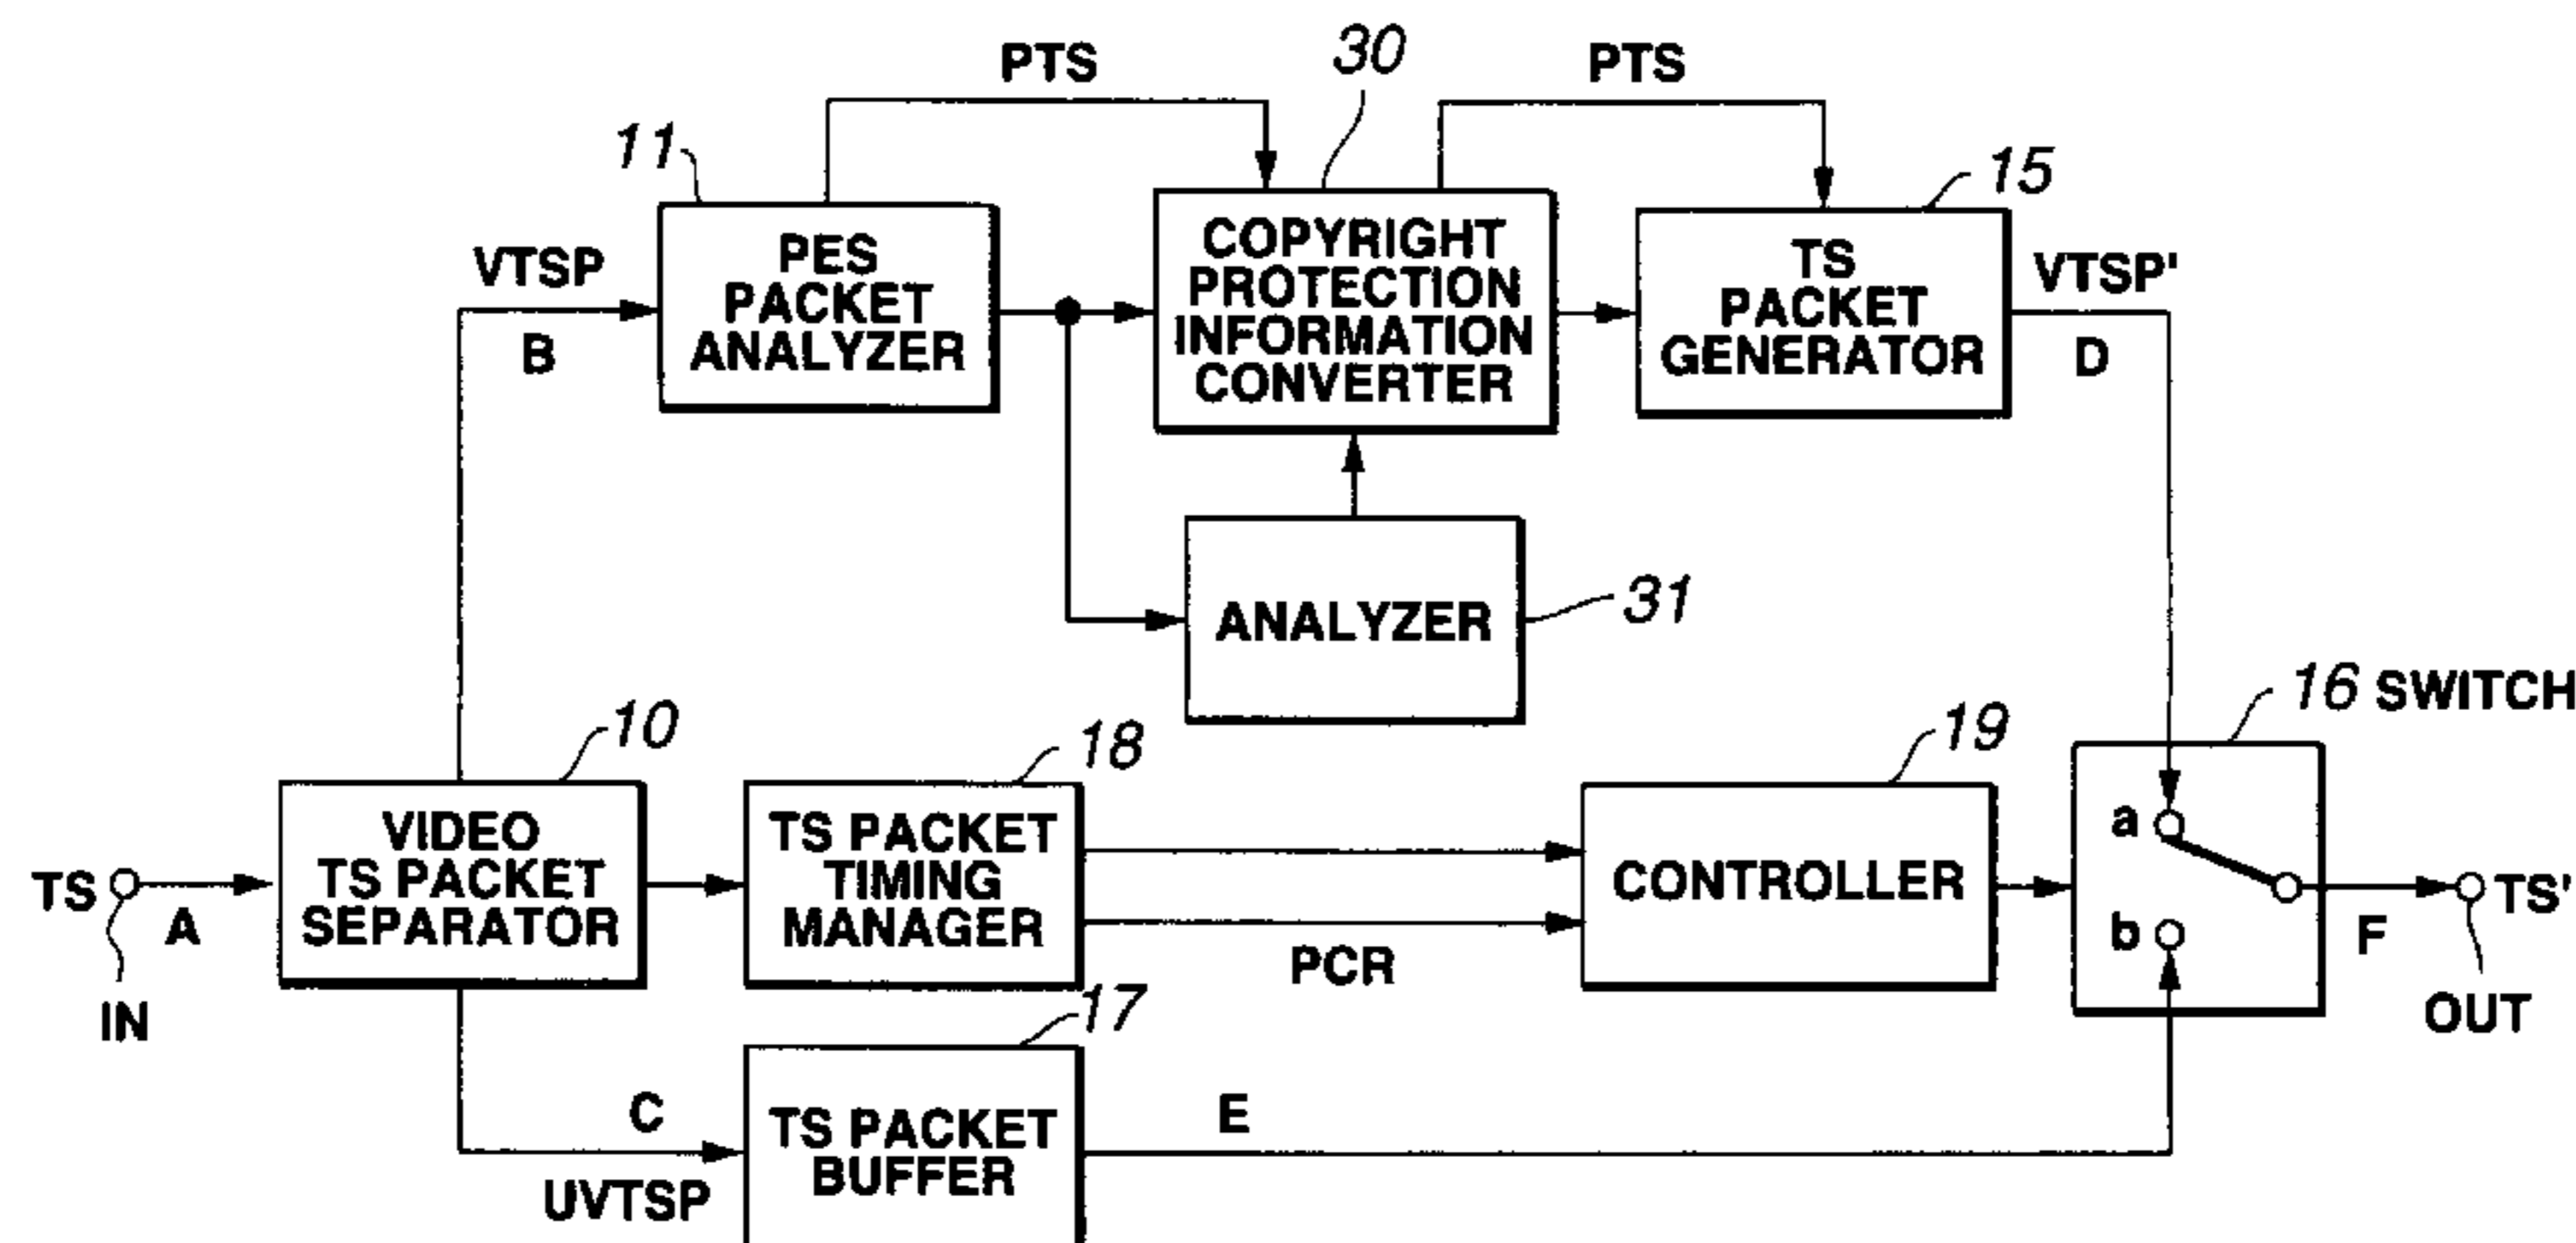 PTS
30
PTS
11
15
VTSP
B
PES
PACKET
ANALYZER
COPYRIGHT
PROTECTION
INFORMATION
CONVERTER
TS
PACKET
GENERATOR
VTSP'
D
ANALYZER
31
10
18
19
16 SWITCH
TS
A
IN
VIDEO
TS PACKET
SEPARATOR
TS PACKET
TIMING
MANAGER
PCR
CONTROLLER
a
b
F
TS'
OUT
17
C
UVTSP
TS PACKET
BUFFER
E